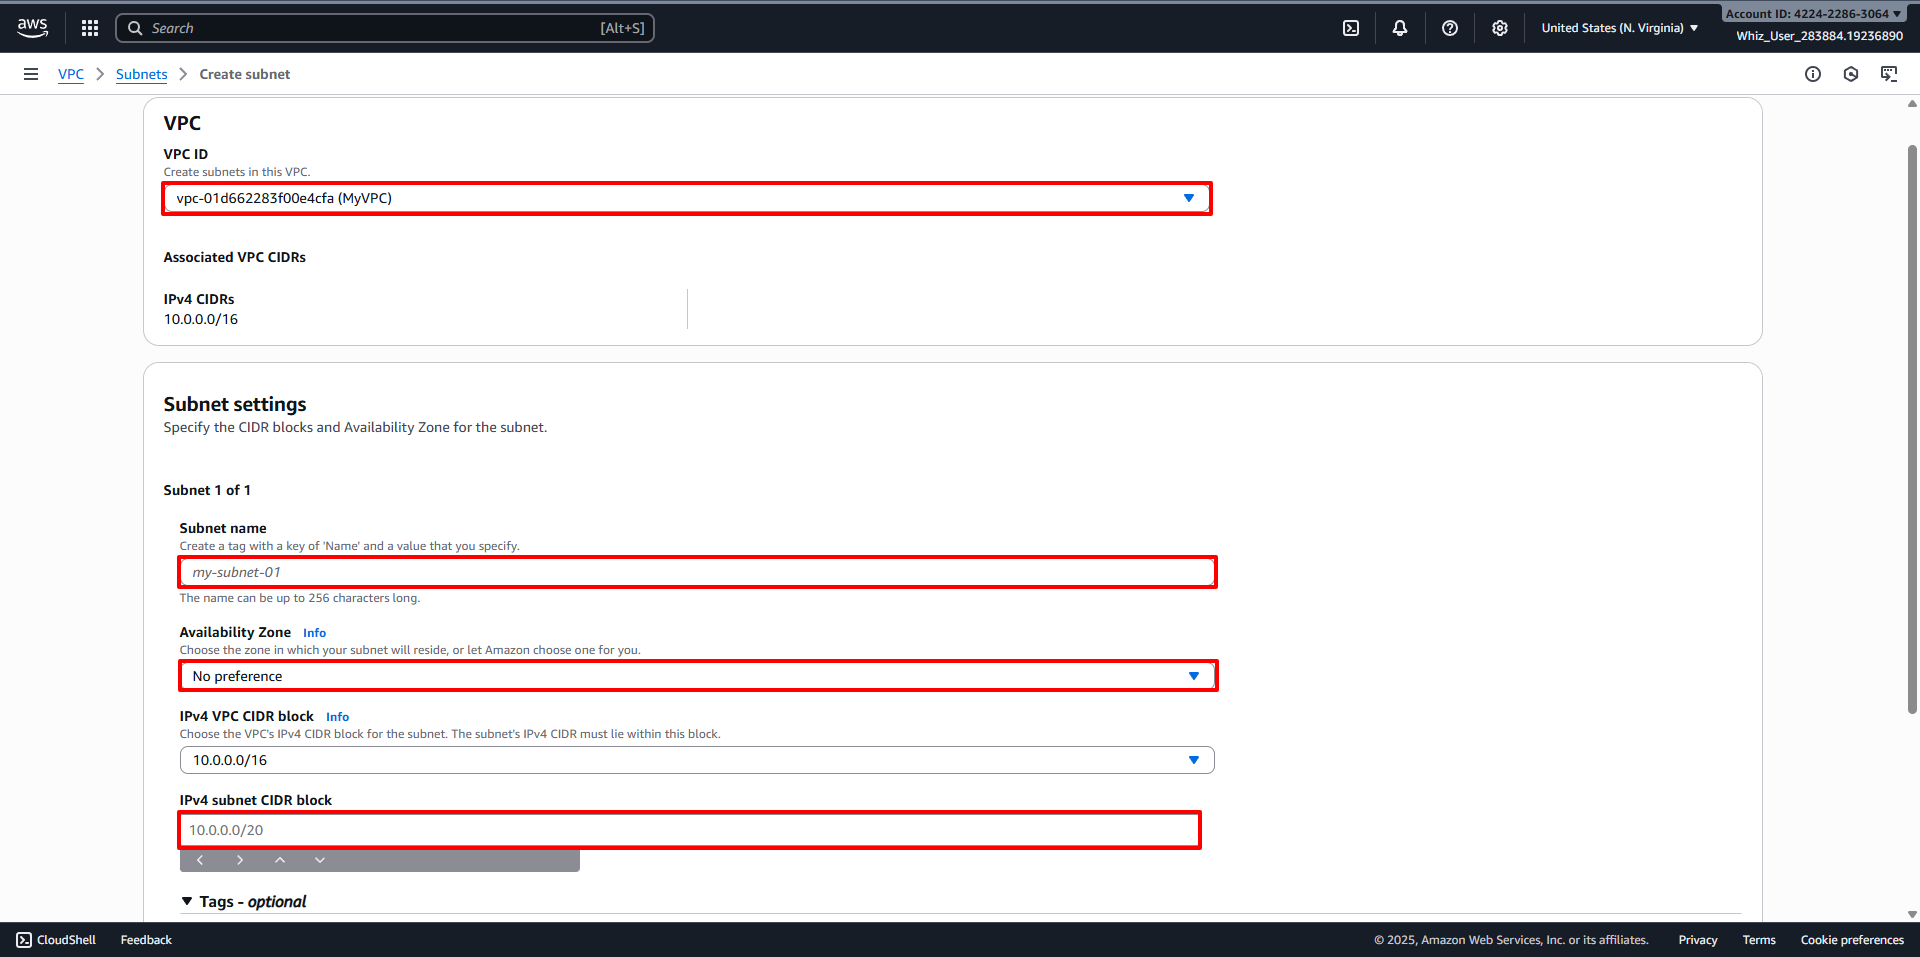 aws
Search [Alt+S]
United States (N. Virginia)
Account ID: 4224-2286-3064
Whiz_User_283884.19236890
VPC
Subnets
Create subnet
VPC
VPC ID
Create subnets in this VPC.
vpc-01d662283f00e4cfa (MyVPC)
Associated VPC CIDRs
IPv4 CIDRs
10.0.0.0/16
Subnet settings
Specify the CIDR blocks and Availability Zone for the subnet.
Subnet 1 of 1
Subnet name
Create a tag with a key of 'Name' and a value that you specify.
my-subnet-01
The name can be up to 256 characters long.
Availability Zone Info
Choose the zone in which your subnet will reside, or let Amazon choose one for you.
No preference
IPv4 VPC CIDR block Info
Choose the VPC's IPv4 CIDR block for the subnet. The subnet's IPv4 CIDR must lie within this block.
10.0.0.0/16
IPv4 subnet CIDR block
10.0.0.0/20
Tags - optional
CloudShell
Feedback
© 2025, Amazon Web Services, Inc. or its affiliates.
Privacy
Terms
Cookie preferences